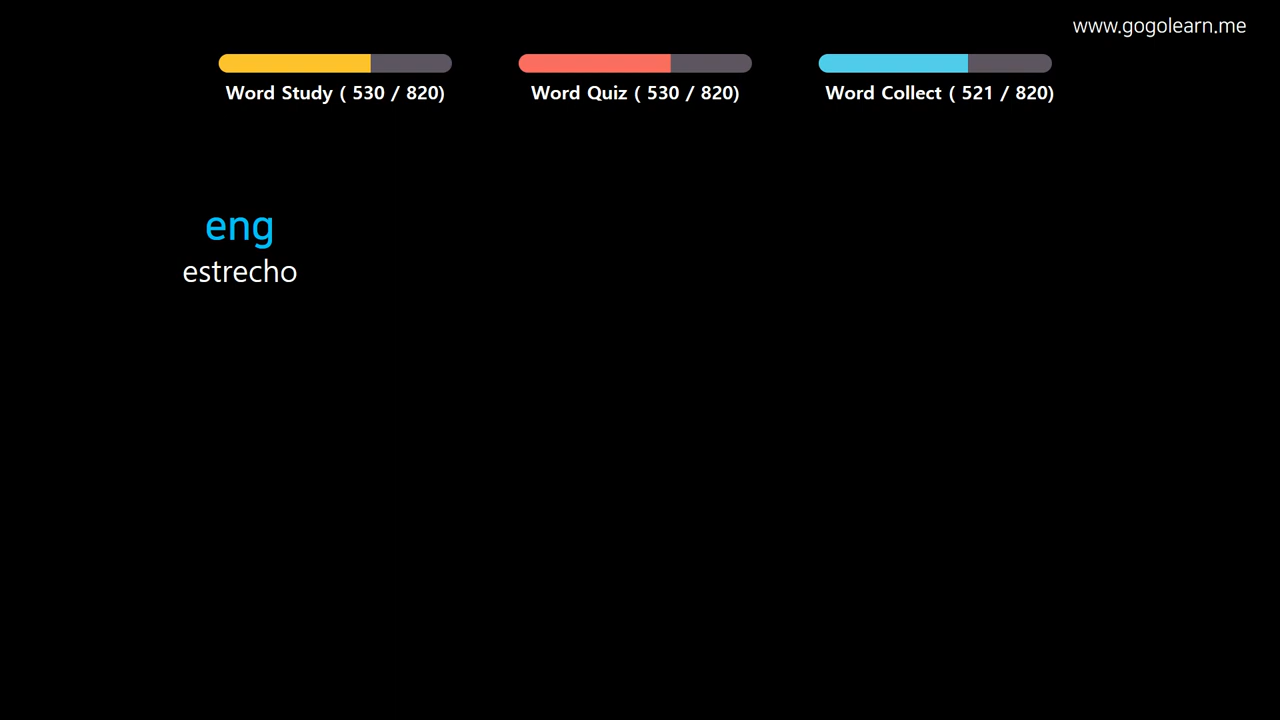 www.gogolearn.me
Word Study ( 530 / 820)
Word Quiz ( 530 / 820)
Word Collect ( 521 / 820)
eng
estrecho